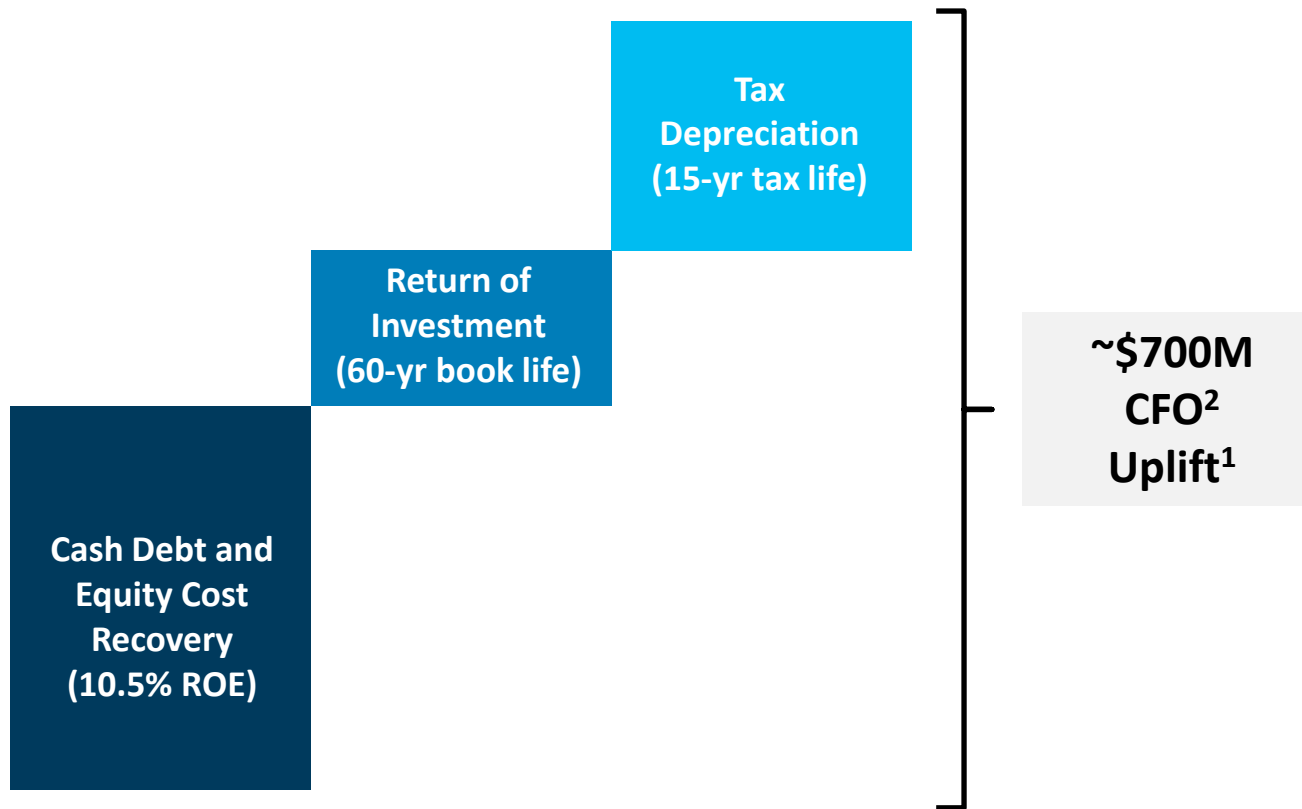 Tax
Depreciation
(15-yr tax life)
Return of
Investment
(60-yr book life)
Cash Debt and
Equity Cost
Recovery
(10.5% ROE)
~$700M
CFO²
Uplift¹